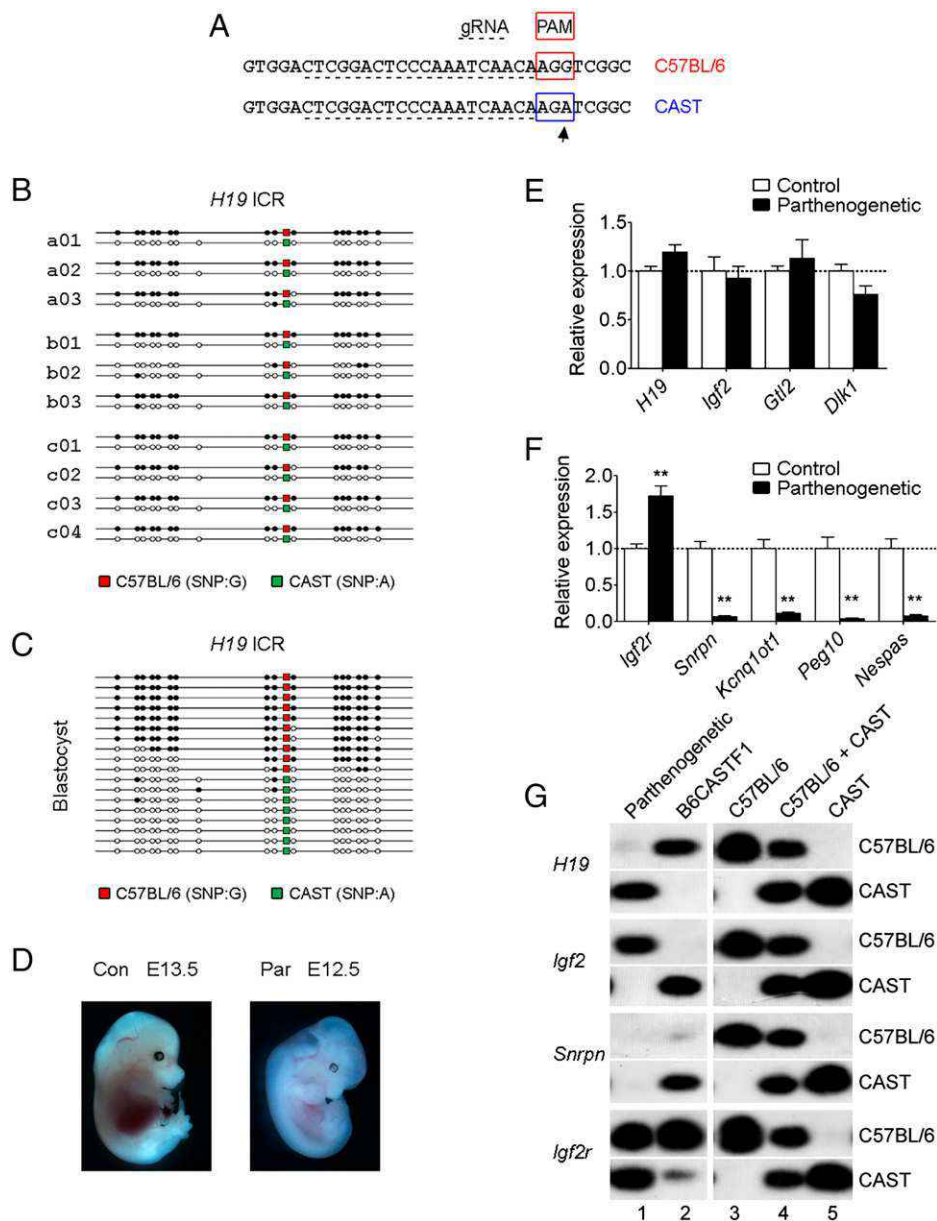 A
gRNA PAM
GTGGACTCGGACTCCCAAATCAACAAGGTCGGC C57BL/6
GTGGACTCGGACTCCCAAATCAACAAGATCGGC CAST
B
H19 ICR
a01
a02
a03
b01
b02
b03
c01
c02
c03
c04
C57BL/6 (SNP:G) CAST (SNP:A)
C
H19 ICR
Blastocyst
C57BL/6 (SNP:G) CAST (SNP:A)
D
Con E13.5 Par E12.5
E
Control
Parthenogenetic
Relative expression
1.5
1.0
0.5
0.0
H19 Igf2 Gtl2 Dlk1
F
Control
Parthenogenetic
Relative expression
2.0
1.5
1.0
0.5
0.0
** ** ** ** **
Igf2r Snrpn Kcnq1ot1 Peg10 Nespas
G
Parthenogenetic B6CASTF1 C57BL/6 C57BL/6 + CAST CAST
H19
C57BL/6
CAST
Igf2
C57BL/6
CAST
Snrpn
C57BL/6
CAST
Igf2r
C57BL/6
CAST
1 2 3 4 5